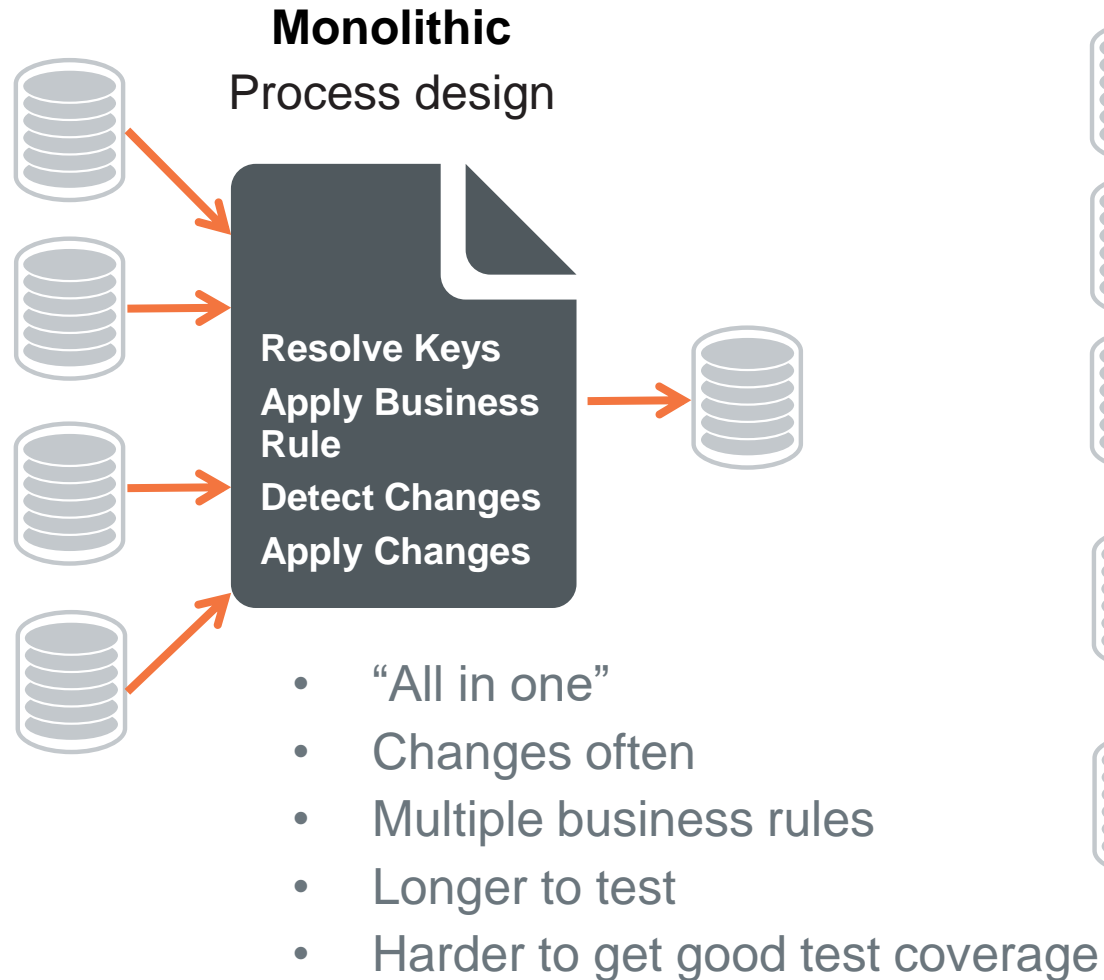 Monolithic
Process design
Resolve Keys
Apply Business
Rule
Detect Changes
Apply Changes
• “All in one”
• Changes often
• Multiple business rules
• Longer to test
• Harder to get good test coverage